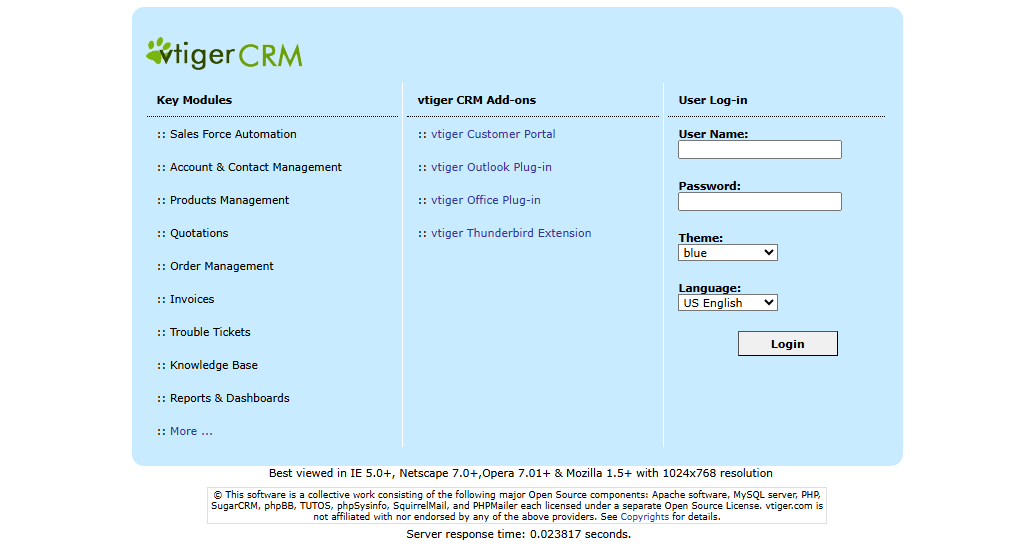 vtiger CRM
Key Modules
:: Sales Force Automation
:: Account & Contact Management
:: Products Management
:: Quotations
:: Order Management
:: Invoices
:: Trouble Tickets
:: Knowledge Base
:: Reports & Dashboards
:: More ...
vtiger CRM Add-ons
:: vtiger Customer Portal
:: vtiger Outlook Plug-in
:: vtiger Office Plug-in
:: vtiger Thunderbird Extension
User Log-in
User Name:
Password:
Theme:
blue
Language:
US English
Login
Best viewed in IE 5.0+, Netscape 7.0+,Opera 7.01+ & Mozilla 1.5+ with 1024x768 resolution
© This software is a collective work consisting of the following major Open Source components: Apache software, MySQL server, PHP,
SugarCRM, phpBB, TUTOS, phpSysinfo, SquirrelMail, and PHPMailer each licensed under a separate Open Source License. vtiger.com is
not affiliated with nor endorsed by any of the above providers. See Copyrights for details.
Server response time: 0.023817 seconds.